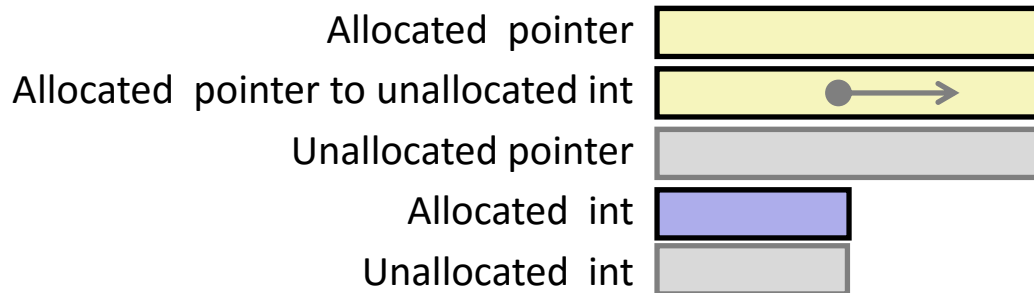 Allocated pointer
Allocated pointer to unallocated int
Unallocated pointer
Allocated int
Unallocated int